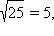 √25 = 5,